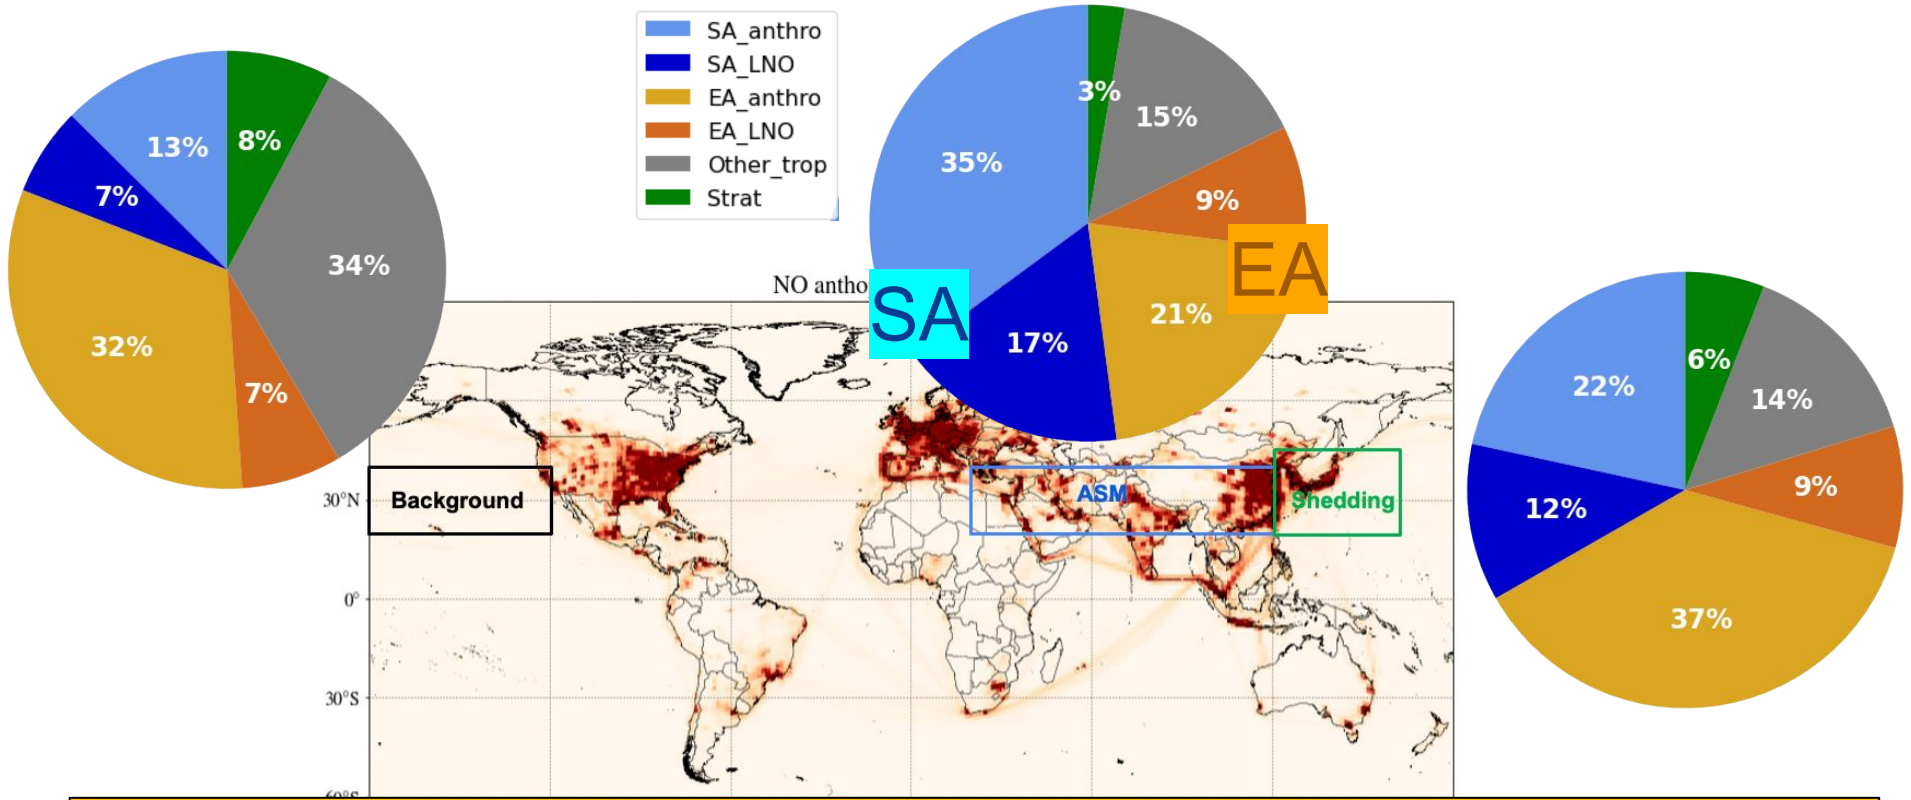 SA_anthro
SA_LNO
EA_anthro
EA_LNO
Other_trop
Strat
13%
8%
7%
34%
32%
7%
3%
15%
35%
9%
21%
17%
SA
EA
NO antho
22%
6%
14%
12%
9%
37%
Background
ASM
Shedding
30°N
0°
30°S
60°S